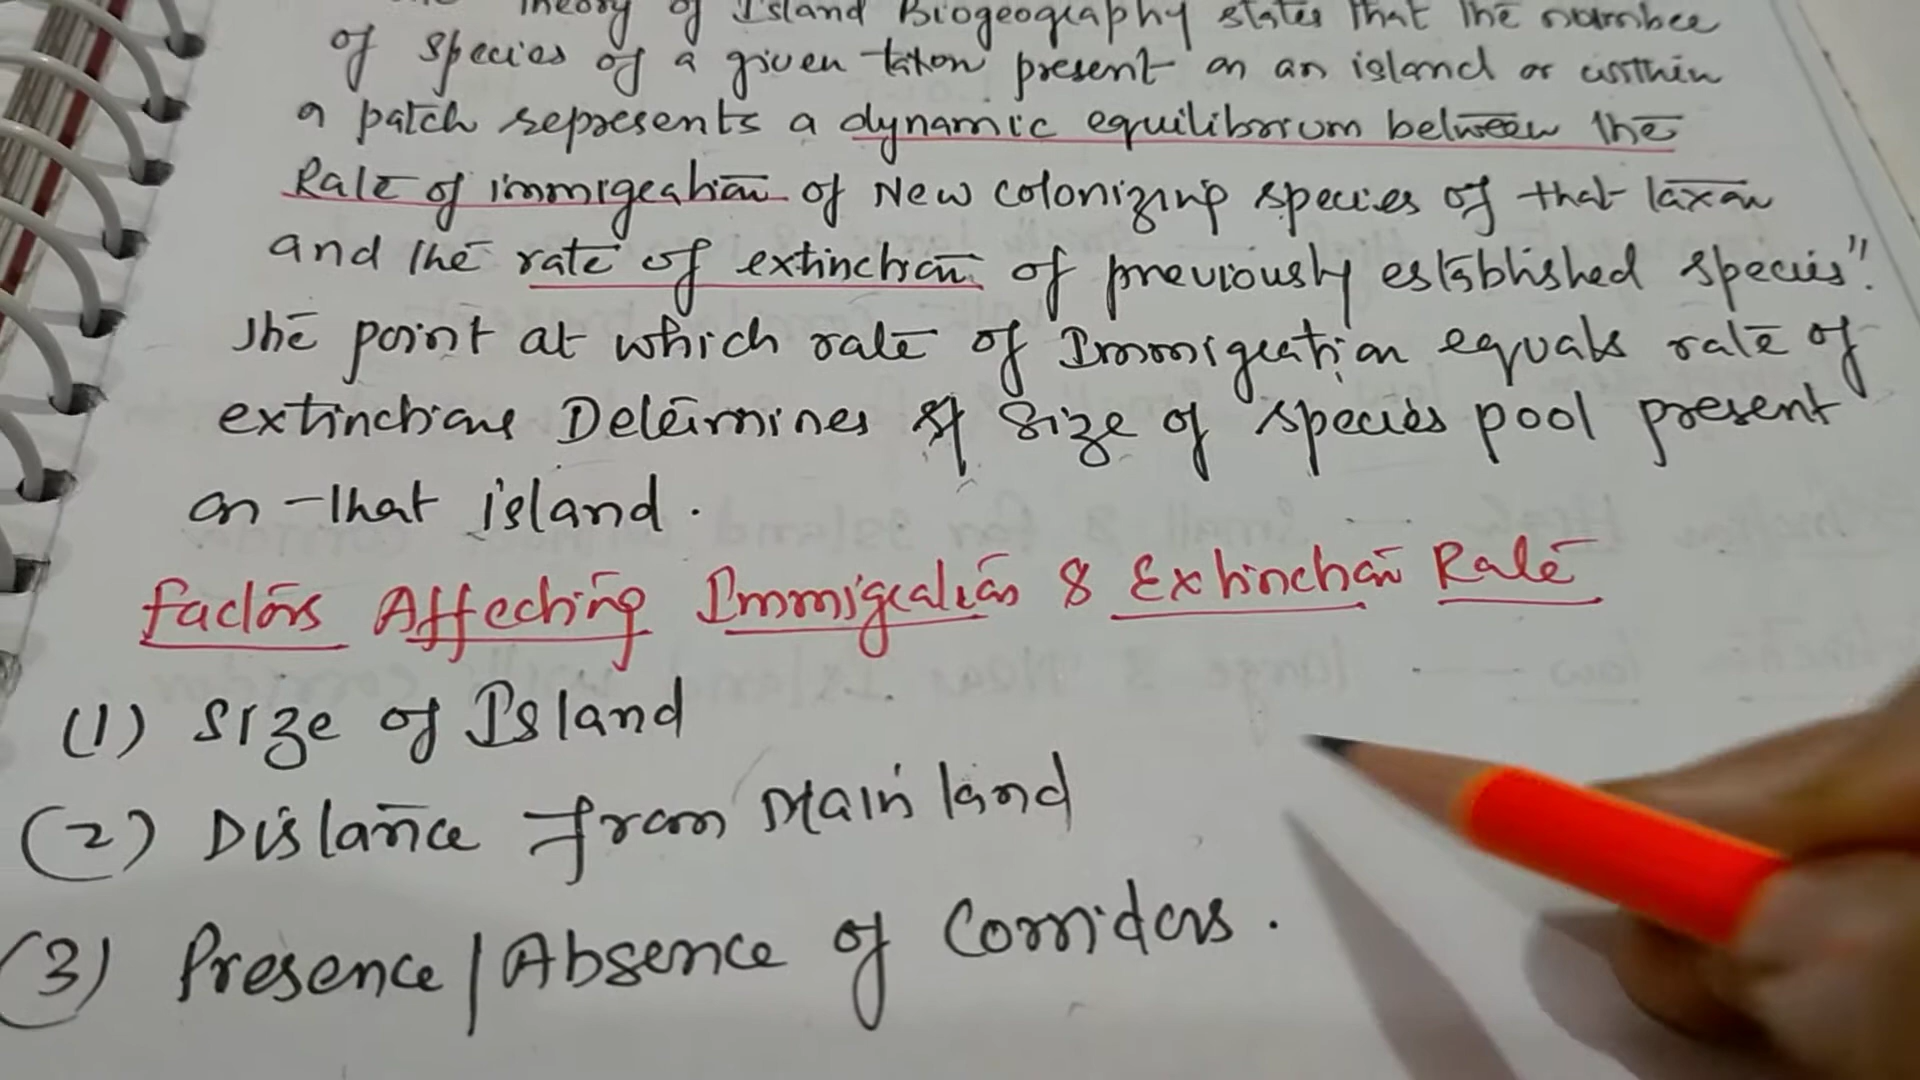 Theory of Island Biogeography states that the number
of species of a given taxon present on an island or within
a patch represents a dynamic equilibrium between the
Rate of immigration of New colonizing species of that taxon
and the rate of extinction of previously established species".
The point at which rate of Immigration equals rate of
extinctions Determines size of species pool present
on that island.
factors Affecting Immigration & Extinction Rate
(1) Size of Island
(2) Distance from Mainland
(3) Presence/Absence of Corridors.